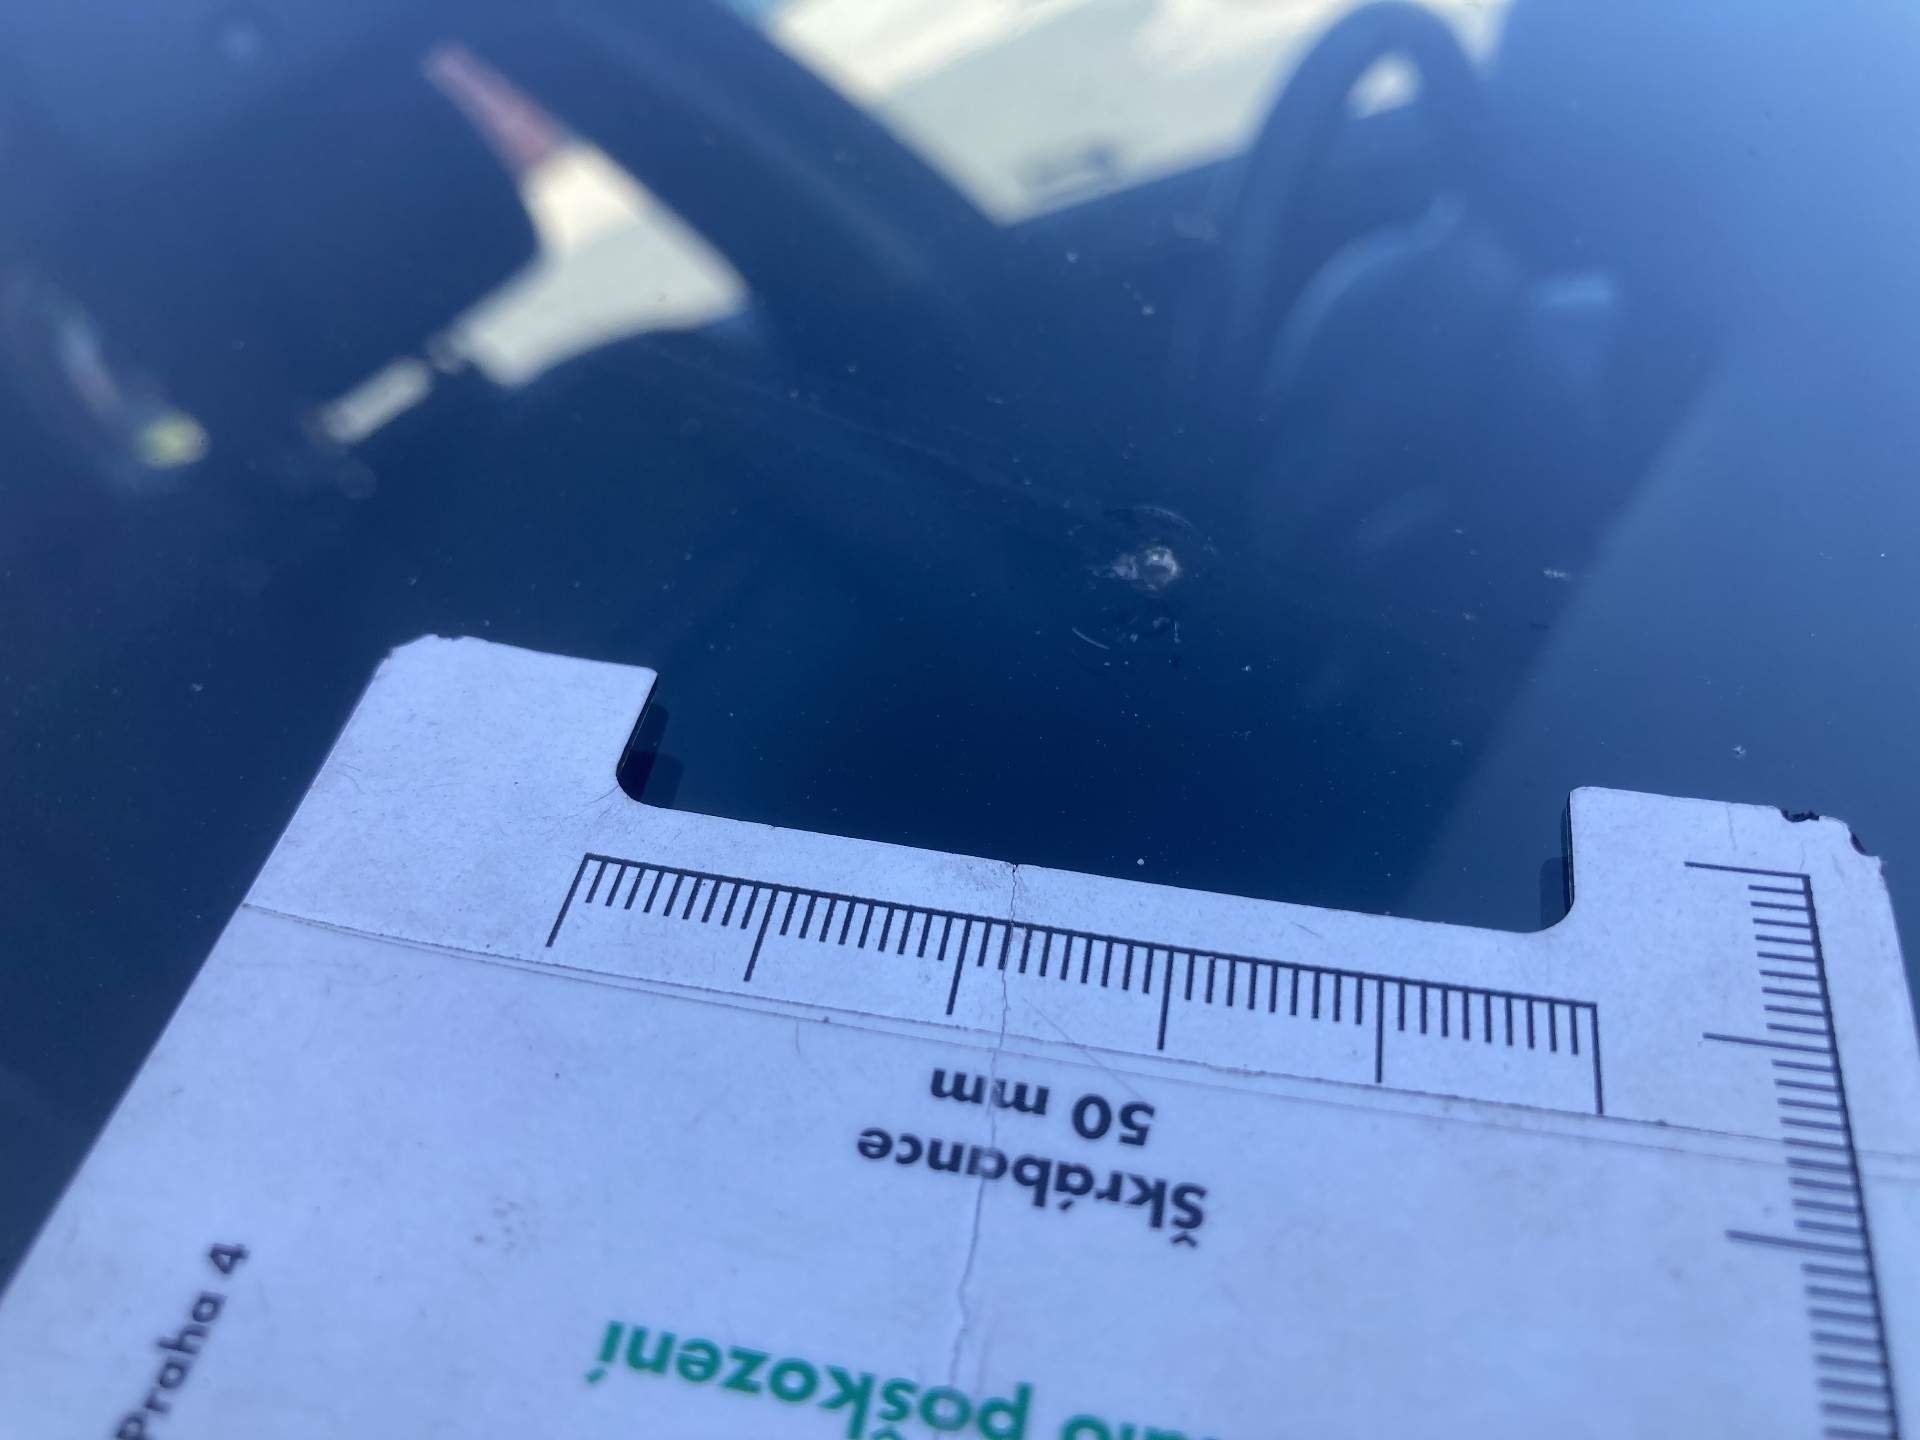 50 mm
Škrábance
poškození
Praha 4